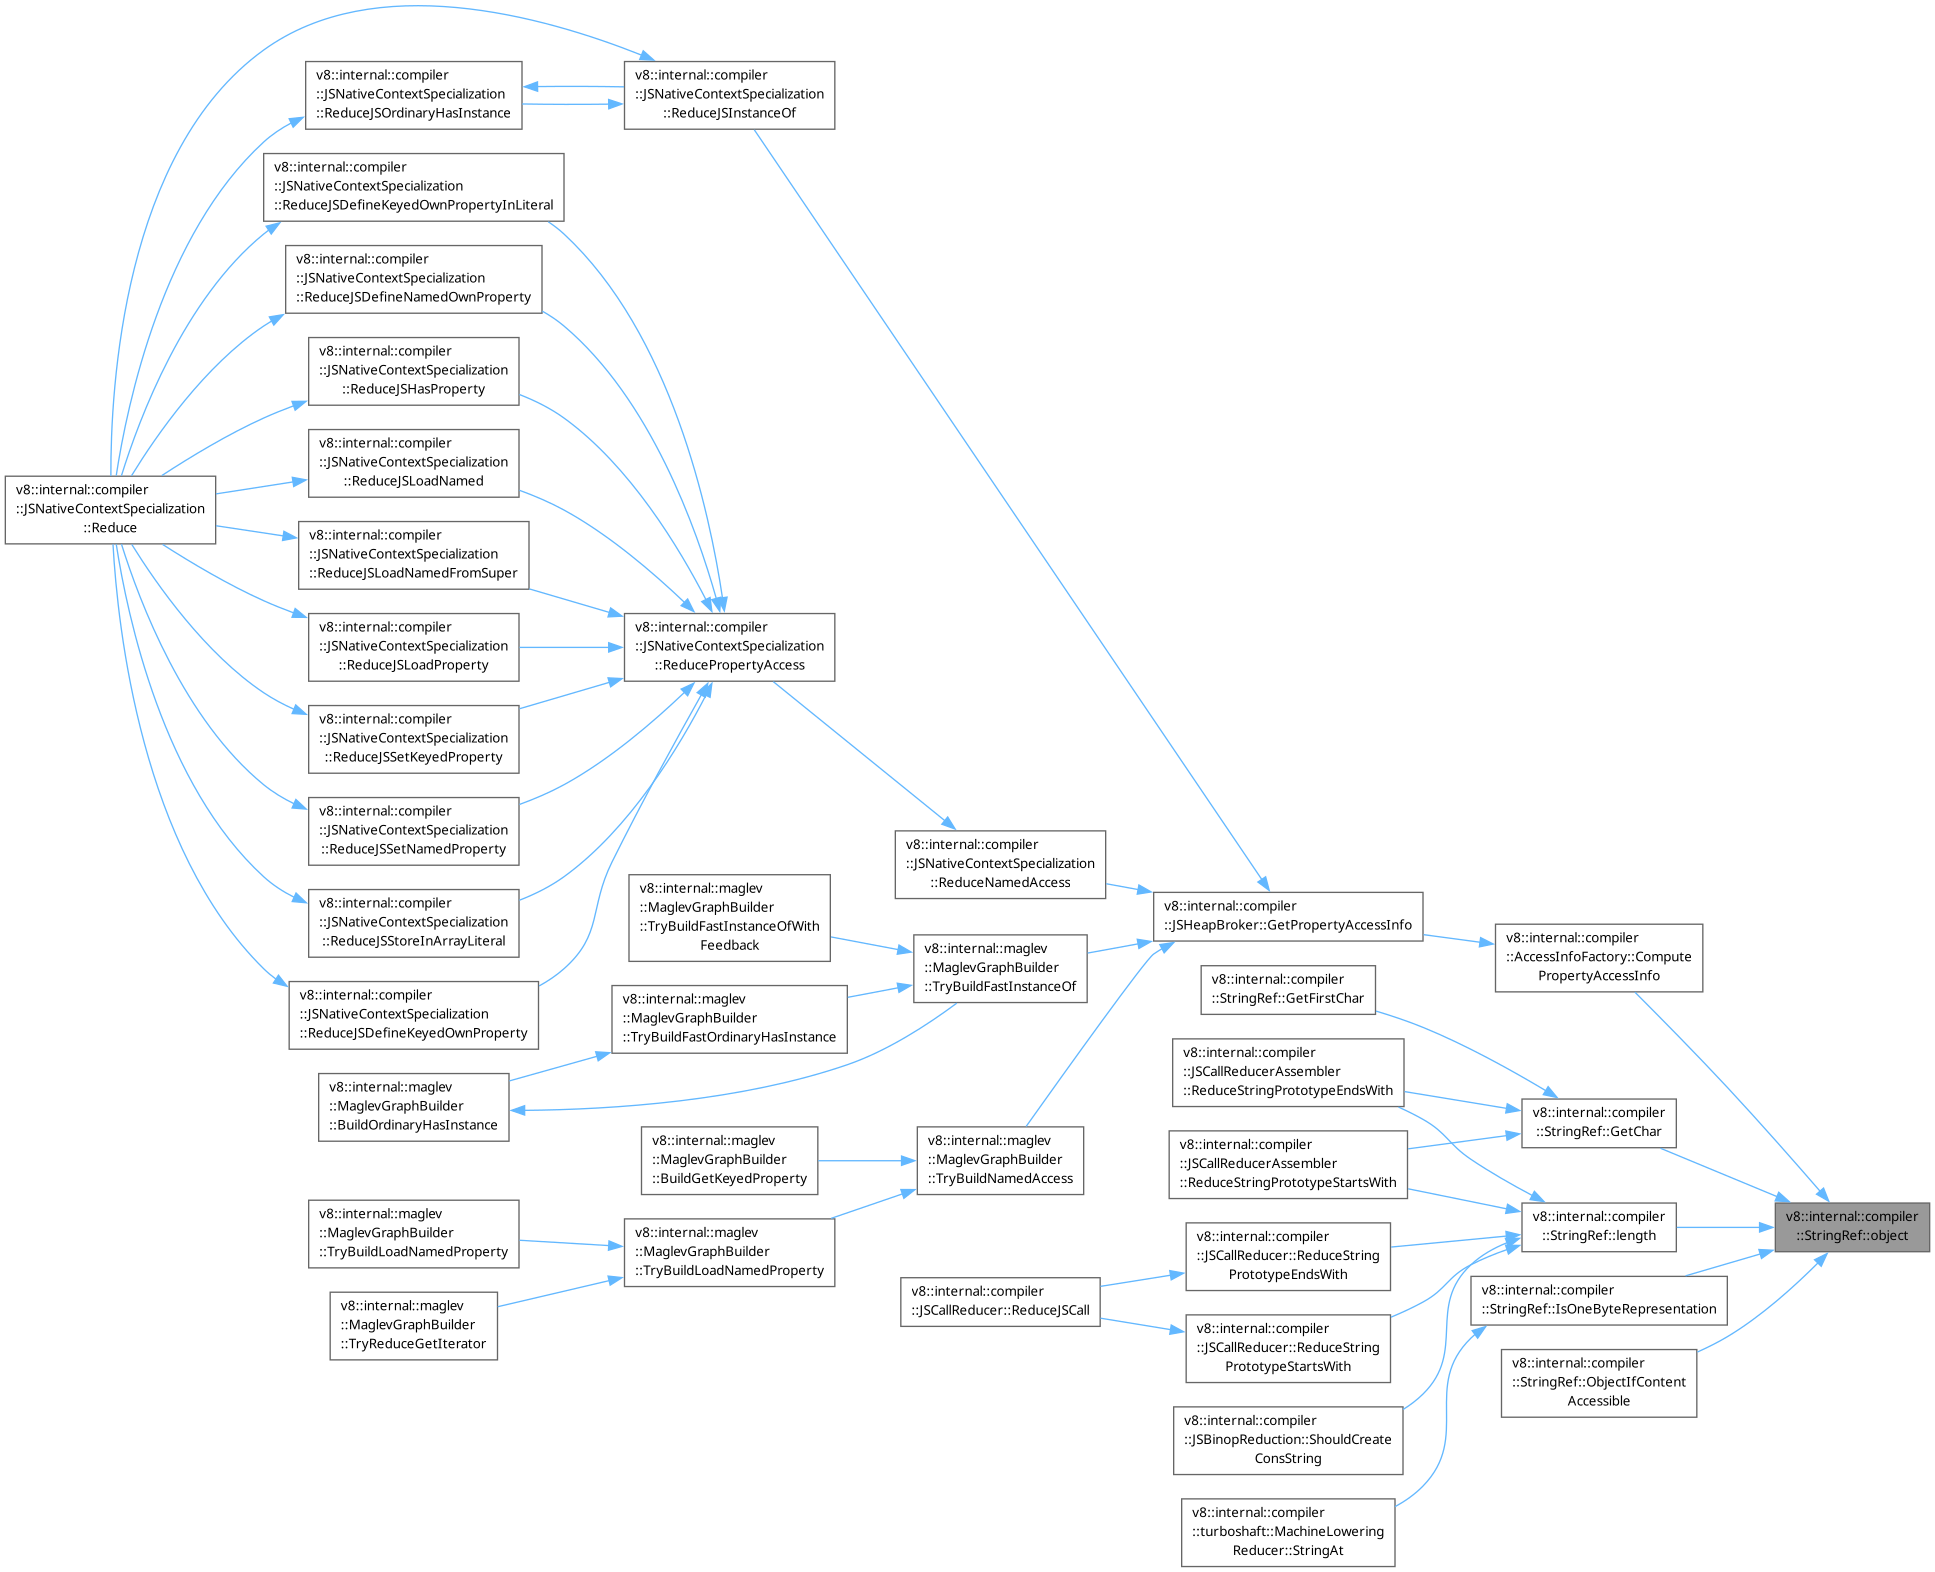 v8::internal::compiler
::JSNativeContextSpecialization
::Reduce
v8::internal::compiler
::JSNativeContextSpecialization
::ReduceJSOrdinaryHasInstance
v8::internal::compiler
::JSNativeContextSpecialization
::ReduceJSDefineKeyedOwnPropertyInLiteral
v8::internal::compiler
::JSNativeContextSpecialization
::ReduceJSDefineNamedOwnProperty
v8::internal::compiler
::JSNativeContextSpecialization
::ReduceJSHasProperty
v8::internal::compiler
::JSNativeContextSpecialization
::ReduceJSLoadNamed
v8::internal::compiler
::JSNativeContextSpecialization
::ReduceJSLoadNamedFromSuper
v8::internal::compiler
::JSNativeContextSpecialization
::ReduceJSLoadProperty
v8::internal::compiler
::JSNativeContextSpecialization
::ReduceJSSetKeyedProperty
v8::internal::compiler
::JSNativeContextSpecialization
::ReduceJSSetNamedProperty
v8::internal::compiler
::JSNativeContextSpecialization
::ReduceJSStoreInArrayLiteral
v8::internal::compiler
::JSNativeContextSpecialization
::ReduceJSDefineKeyedOwnProperty
v8::internal::maglev
::MaglevGraphBuilder
::BuildOrdinaryHasInstance
v8::internal::maglev
::MaglevGraphBuilder
::TryBuildLoadNamedProperty
v8::internal::maglev
::MaglevGraphBuilder
::TryReduceGetIterator
v8::internal::compiler
::JSNativeContextSpecialization
::ReduceJSInstanceOf
v8::internal::compiler
::JSNativeContextSpecialization
::ReducePropertyAccess
v8::internal::maglev
::MaglevGraphBuilder
::TryBuildFastInstanceOfWith
Feedback
v8::internal::maglev
::MaglevGraphBuilder
::TryBuildFastOrdinaryHasInstance
v8::internal::maglev
::MaglevGraphBuilder
::BuildGetKeyedProperty
v8::internal::maglev
::MaglevGraphBuilder
::TryBuildLoadNamedProperty
v8::internal::compiler
::JSNativeContextSpecialization
::ReduceNamedAccess
v8::internal::maglev
::MaglevGraphBuilder
::TryBuildFastInstanceOf
v8::internal::maglev
::MaglevGraphBuilder
::TryBuildNamedAccess
v8::internal::compiler
::JSCallReducer::ReduceJSCall
v8::internal::compiler
::JSHeapBroker::GetPropertyAccessInfo
v8::internal::compiler
::StringRef::GetFirstChar
v8::internal::compiler
::JSCallReducerAssembler
::ReduceStringPrototypeEndsWith
v8::internal::compiler
::JSCallReducerAssembler
::ReduceStringPrototypeStartsWith
v8::internal::compiler
::JSCallReducer::ReduceString
PrototypeEndsWith
v8::internal::compiler
::JSCallReducer::ReduceString
PrototypeStartsWith
v8::internal::compiler
::JSBinopReduction::ShouldCreate
ConsString
v8::internal::compiler
::turboshaft::MachineLowering
Reducer::StringAt
v8::internal::compiler
::AccessInfoFactory::Compute
PropertyAccessInfo
v8::internal::compiler
::StringRef::GetChar
v8::internal::compiler
::StringRef::length
v8::internal::compiler
::StringRef::IsOneByteRepresentation
v8::internal::compiler
::StringRef::ObjectIfContent
Accessible
v8::internal::compiler
::StringRef::object